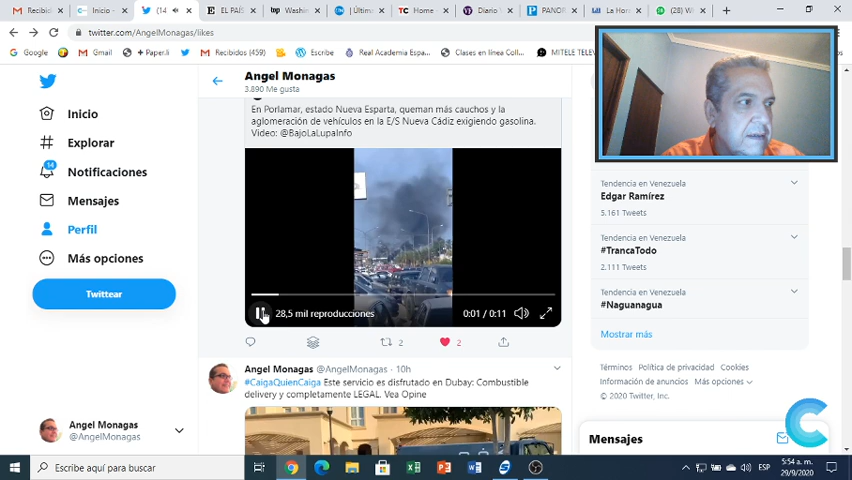 Recibid
Inicio -
(14
EL PAÍS
Washin
| Última
Home
Diario V
PANOR
La Hora
(28) W
twitter.com/AngelMonagas/likes
Google
Gmail
+ Paper.li
Recibidos (459)
Escribe
Real Academia Espa...
Clases en línea Coll...
MITELE TELEV
Angel Monagas
3.890 Me gusta
Inicio
Explorar
14
Notificaciones
Mensajes
Perfil
Más opciones
Twittear
Angel Monagas
@AngelMonagas
En Porlamar, estado Nueva Esparta, queman más cauchos y la
aglomeración de vehículos en la E/S Nueva Cádiz exigiendo gasolina.
Video: @BajoLaLupaInfo
28,5 mil reproducciones
0:01 / 0:11
2
2
Angel Monagas @AngelMonagas · 10h
#CaigaQuienCaiga Este servicio es disfrutado en Dubay: Combustible
delivery y completamente LEGAL. Vea Opine
Tendencia en Venezuela
Edgar Ramírez
5.161 Tweets
Tendencia en Venezuela
#TrancaTodo
2.111 Tweets
Tendencia en Venezuela
#Naguanagua
Mostrar más
Términos Política de privacidad Cookies
Información de anuncios Más opciones
© 2020 Twitter, Inc.
Mensajes
Escribe aquí para buscar
ESP
5:54 a. m.
29/9/2020